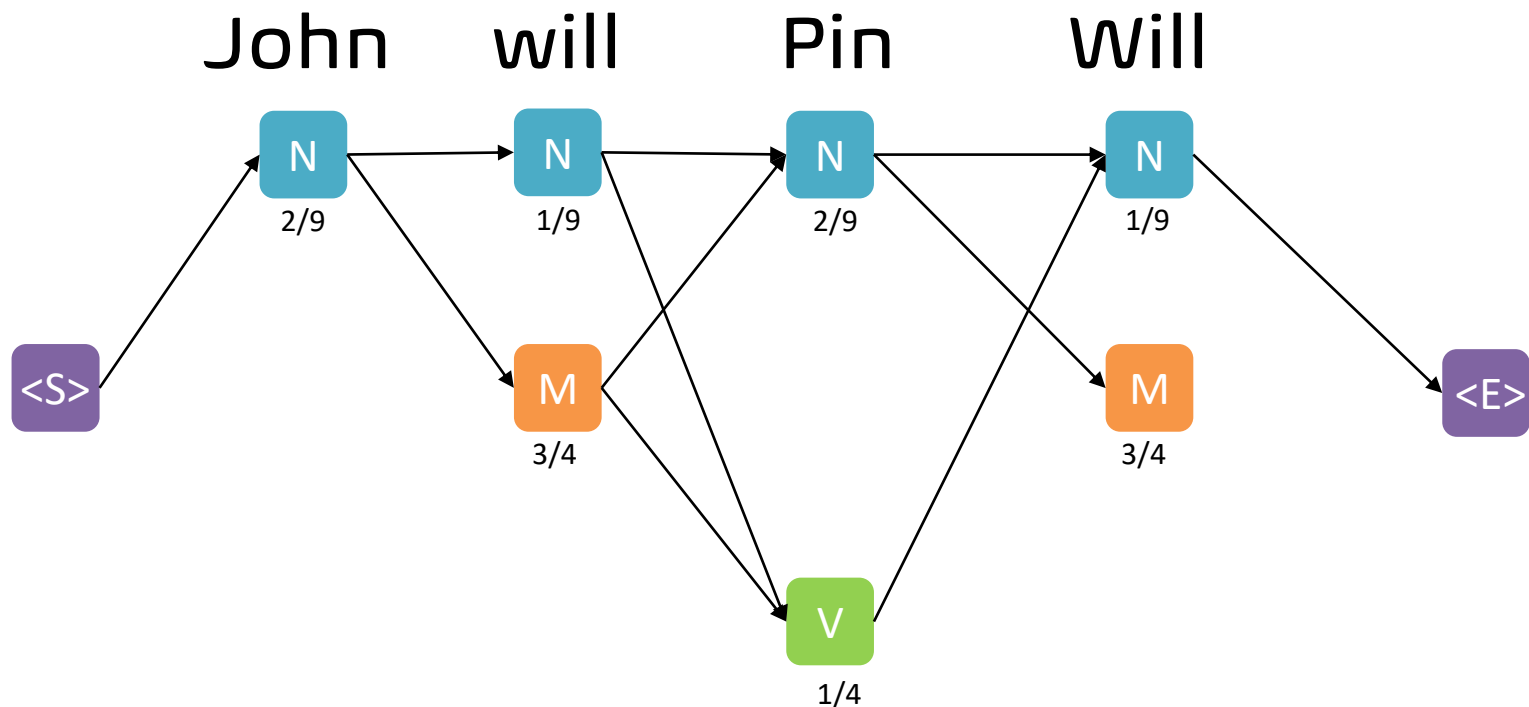 John will Pin Will
N N N N
2/9 1/9 2/9 1/9
<S> M M <E>
3/4 3/4
V
1/4